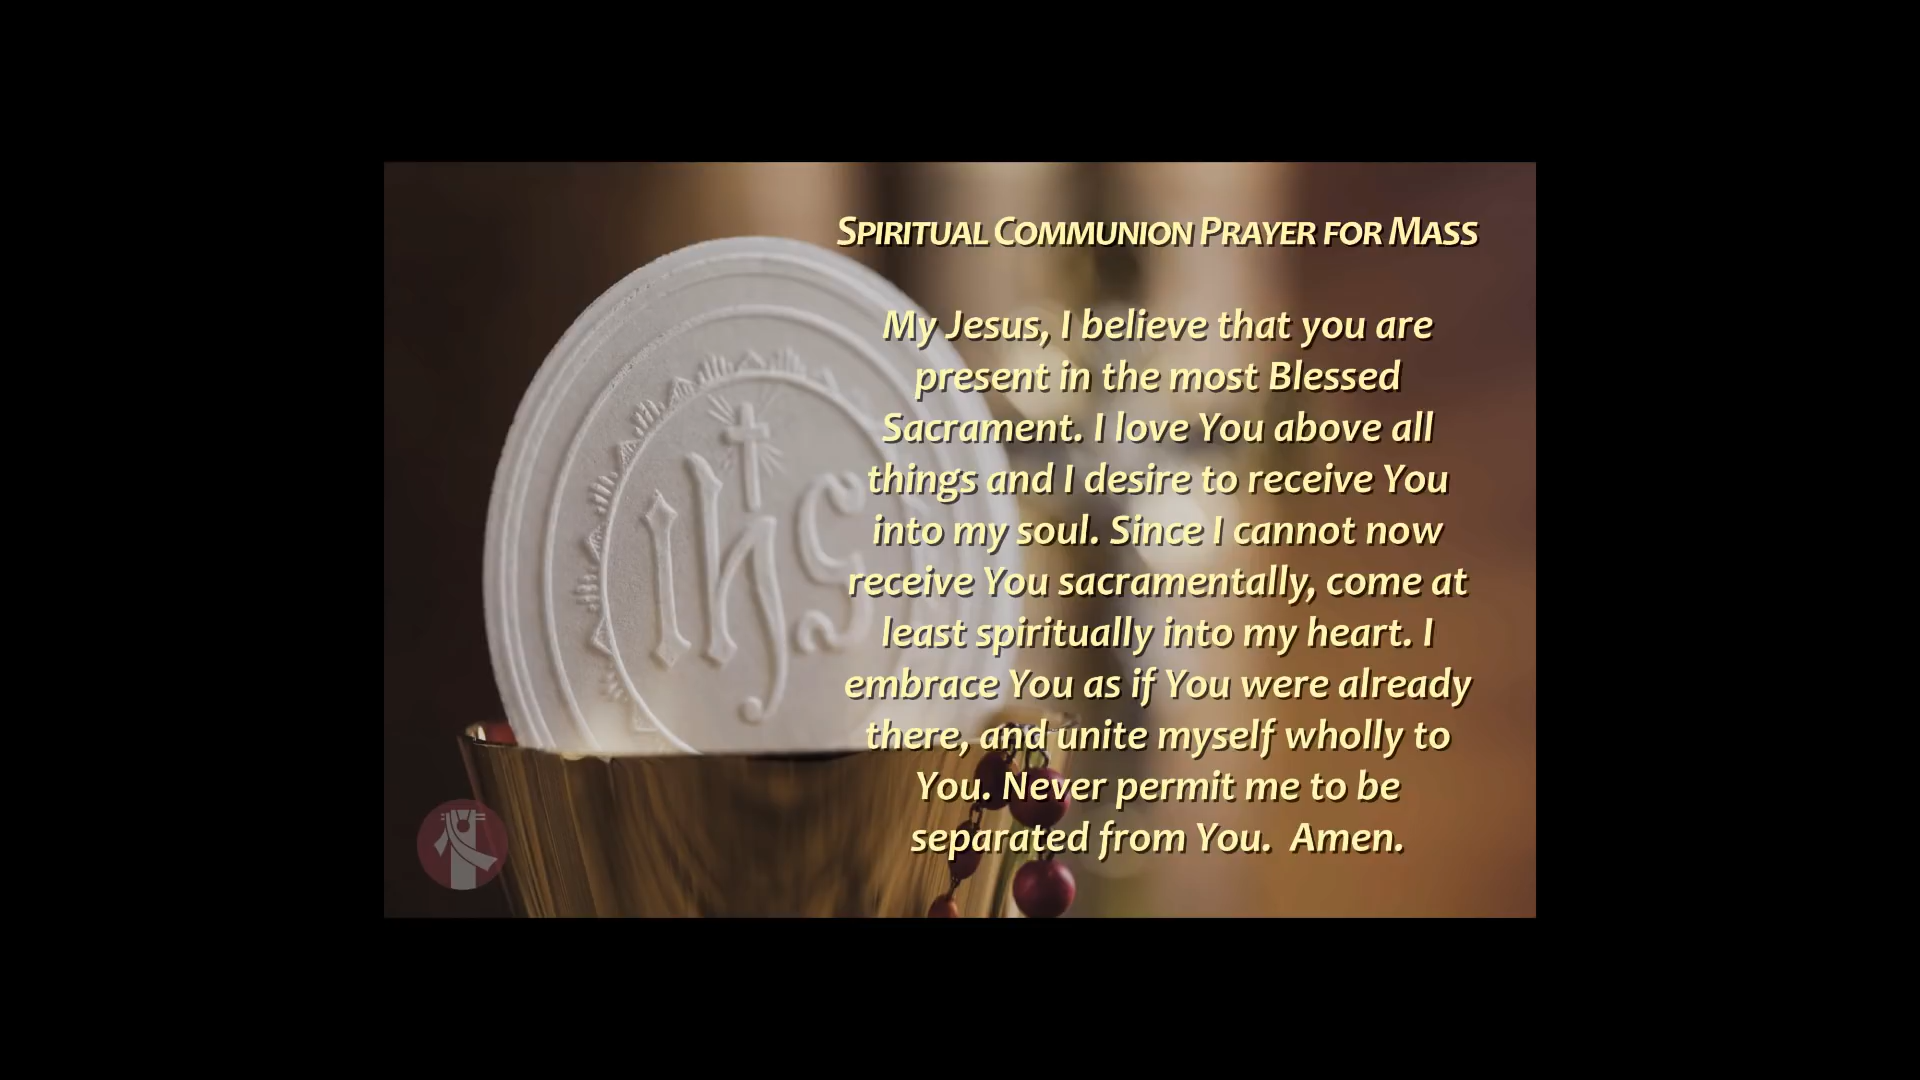 SPIRITUAL COMMUNION PRAYER FOR MASS
My Jesus, I believe that you are
present in the most Blessed
Sacrament. I love You above all
things and I desire to receive You
into my soul. Since I cannot now
receive You sacramentally, come at
least spiritually into my heart. I
embrace You as if You were already
there, and unite myself wholly to
You. Never permit me to be
separated from You.  Amen.
IHS